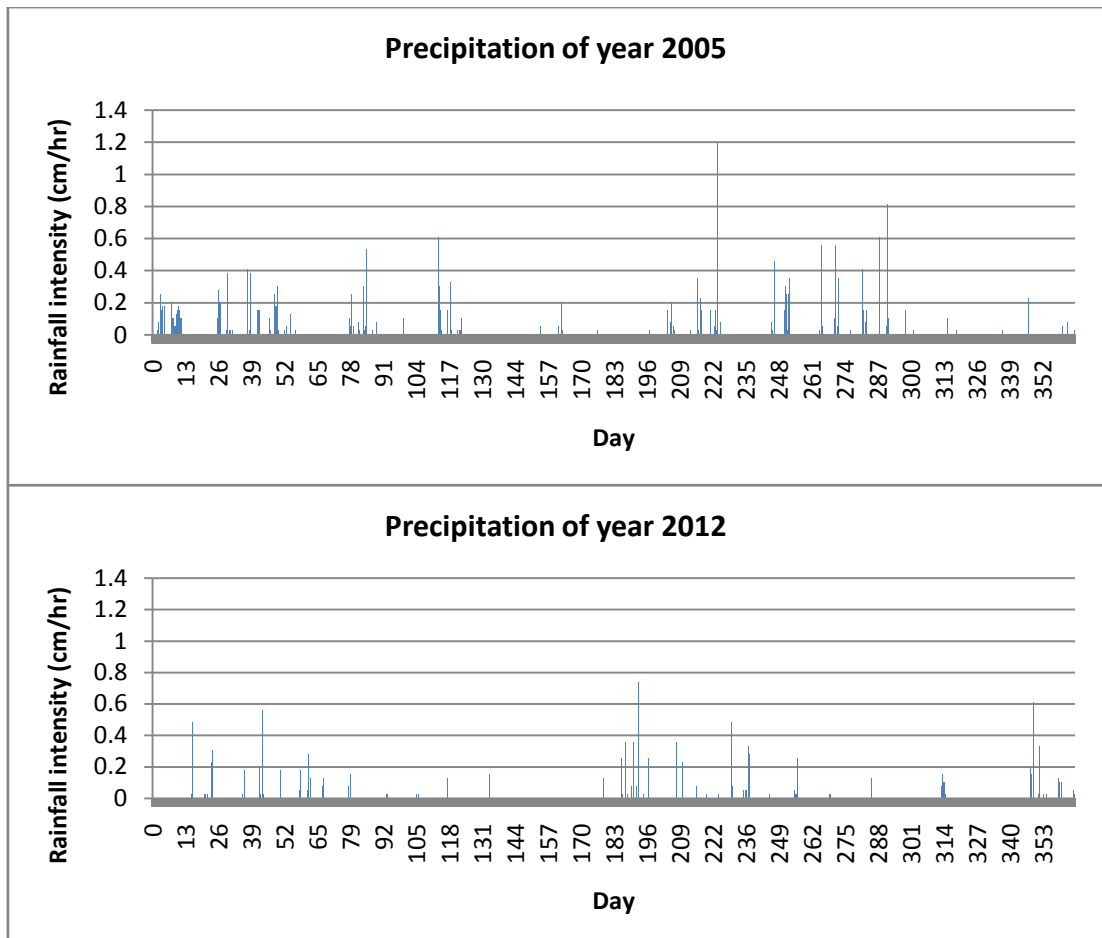 Precipitation of year 2005
Rainfall intensity (cm/hr)
1.4
1.2
1
0.8
0.6
0.4
0.2
0
0 13 26 39 52 65 78 91 104 117 130 144 157 170 183 196 209 222 235 248 261 274 287 300 313 326 339 352
Day
Precipitation of year 2012
Rainfall intensity (cm/hr)
1.4
1.2
1
0.8
0.6
0.4
0.2
0
0 13 26 39 52 65 79 92 105 118 131 144 157 170 183 196 209 222 236 249 262 275 288 301 314 327 340 353
Day